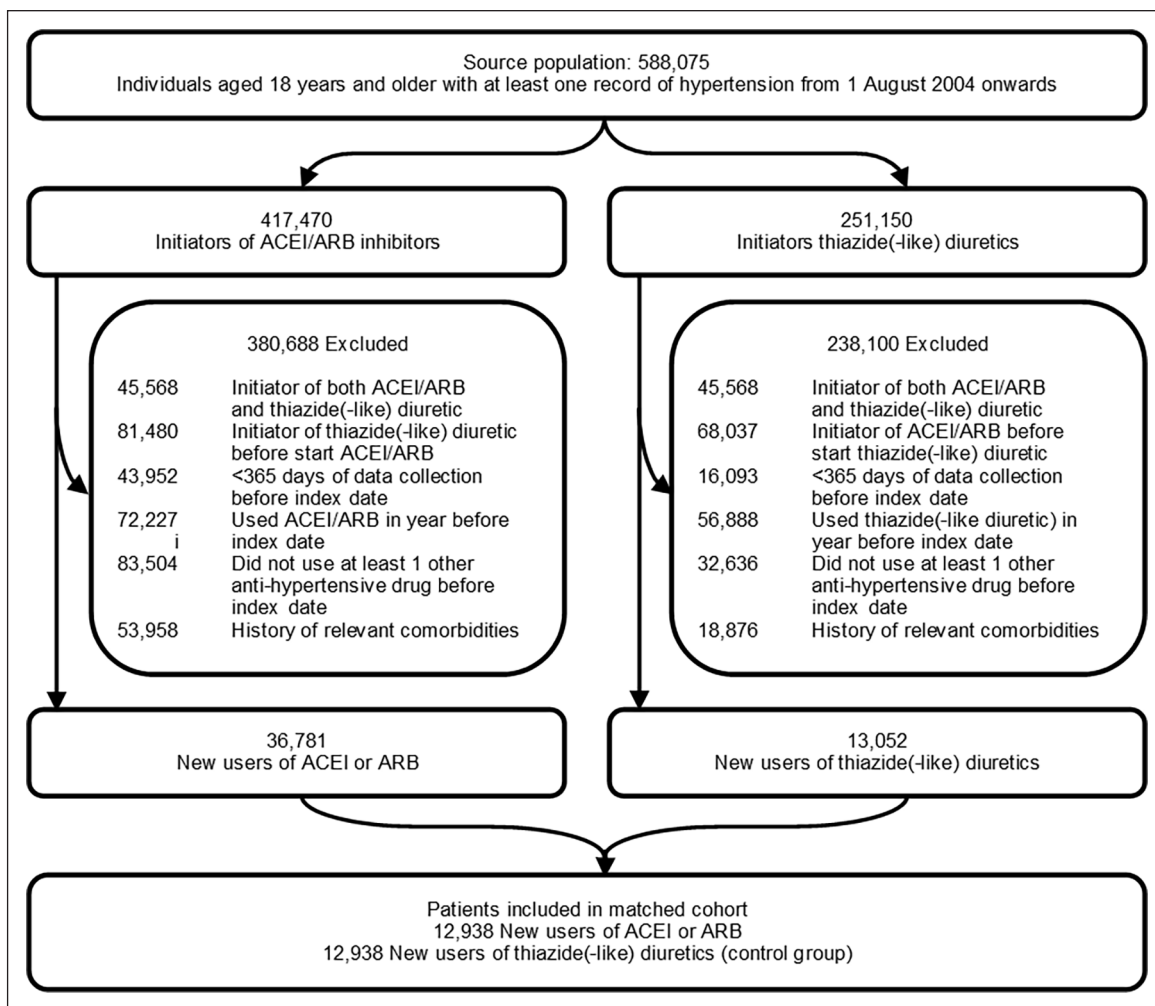 Source population: 588,075
Individuals aged 18 years and older with at least one record of hypertension from 1 August 2004 onwards
417,470
Initiators of ACEI/ARB inhibitors
251,150
Initiators thiazide(-like) diuretics
380,688 Excluded
45,568 Initiator of both ACEI/ARB
and thiazide(-like) diuretic
81,480 Initiator of thiazide(-like) diuretic
before start ACEI/ARB
43,952 <365 days of data collection
before index date
72,227 Used ACEI/ARB in year before
i index date
83,504 Did not use at least 1 other
anti-hypertensive drug before
index date
53,958 History of relevant comorbidities
238,100 Excluded
45,568 Initiator of both ACEI/ARB
and thiazide(-like) diuretic
68,037 Initiator of ACEI/ARB before
start thiazide(-like) diuretic
16,093 <365 days of data collection
before index date
56,888 Used thiazide(-like diuretic) in
year before index date
32,636 Did not use at least 1 other
anti-hypertensive drug before
index date
18,876 History of relevant comorbidities
36,781
New users of ACEI or ARB
13,052
New users of thiazide(-like) diuretics
Patients included in matched cohort
12,938 New users of ACEI or ARB
12,938 New users of thiazide(-like) diuretics (control group)